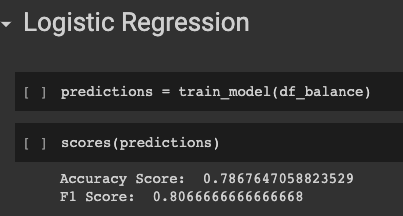 Logistic Regression
[ ] predictions = train_model(df_balance)
[ ] scores(predictions)
Accuracy Score:  0.7867647058823529
F1 Score:  0.8066666666666668